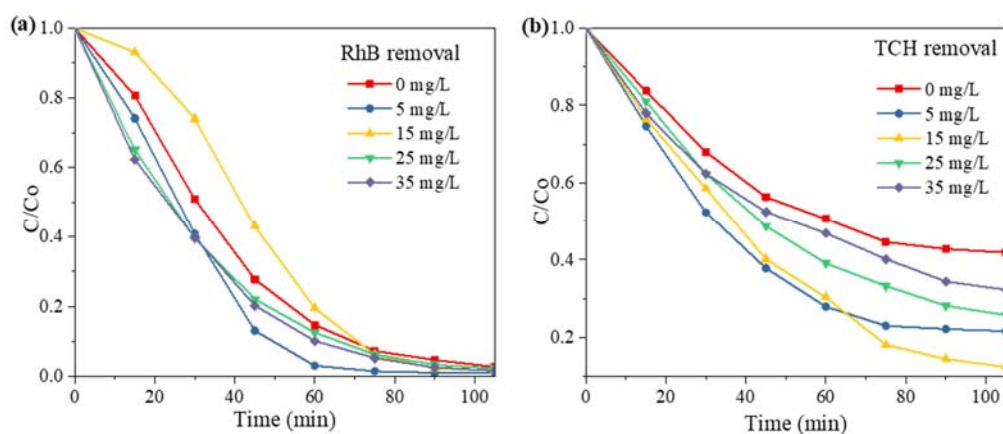 (a)
RhB removal
0 mg/L
5 mg/L
15 mg/L
25 mg/L
35 mg/L
C/Co
1.0
0.8
0.6
0.4
0.2
0.0
0 20 40 60 80 100
Time (min)
(b)
TCH removal
0 mg/L
5 mg/L
15 mg/L
25 mg/L
35 mg/L
C/Co
1.0
0.8
0.6
0.4
0.2
0 20 40 60 80 100
Time (min)